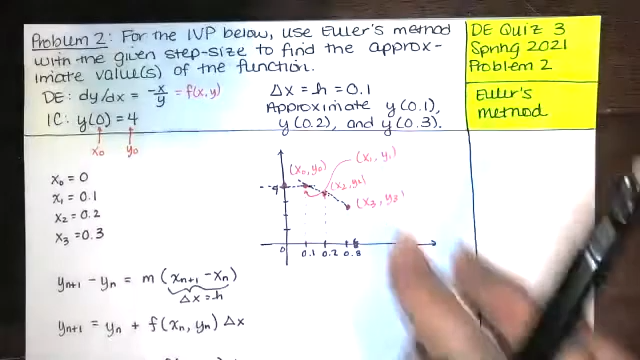 Problem 2: For the IVP below, use Euler's method
with the given step-size to find the approx-
imate value(s) of the function.
DE: dy/dx = -x/y = f(x,y)
IC: y(0) = 4
x₀ y₀
Δx = h = 0.1
Approximate y(0.1),
y(0.2), and y(0.3).
DE Quiz 3
Spring 2021
Problem 2
Euler's
method
x₀ = 0
x₁ = 0.1
x₂ = 0.2
x₃ = 0.3
(x₀, y₀)
(x₁, y₁)
(x₂, y₂)
(x₃, y₃)
4
0 0.1 0.2 0.3
yₙ₊₁ - yₙ = m (xₙ₊₁ - xₙ)
Δx = h
yₙ₊₁ = yₙ + f(xₙ, yₙ) Δx